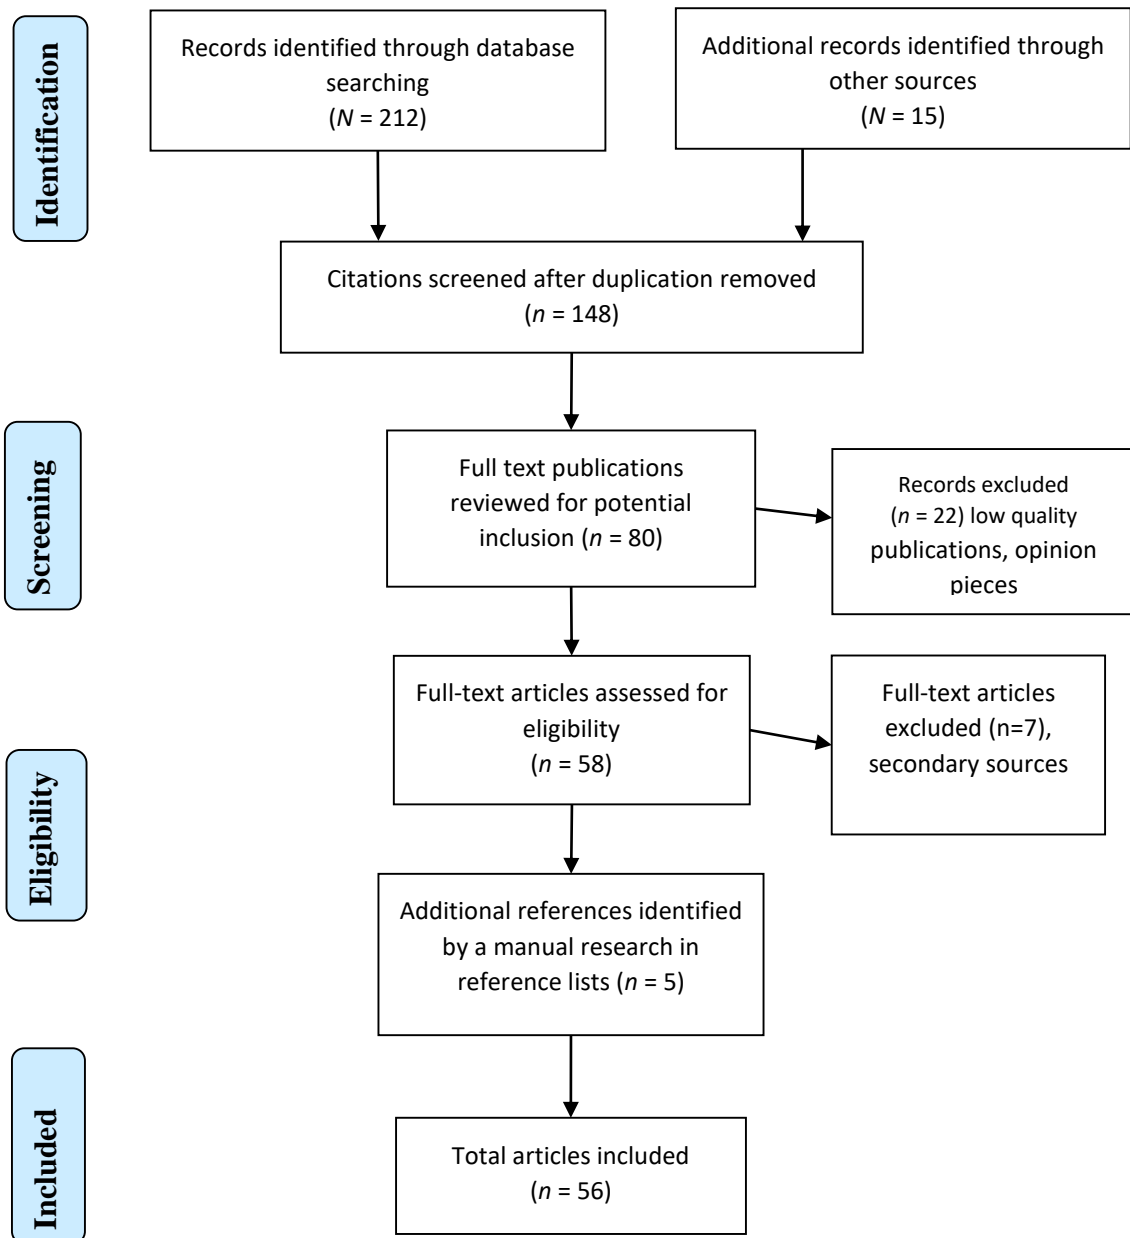 Identification
Records identified through database
searching
(N = 212)
Additional records identified through
other sources
(N = 15)
Citations screened after duplication removed
(n = 148)
Screening
Full text publications
reviewed for potential
inclusion (n = 80)
Records excluded
(n = 22) low quality
publications, opinion
pieces
Eligibility
Full-text articles assessed for
eligibility
(n = 58)
Full-text articles
excluded (n=7),
secondary sources
Additional references identified
by a manual research in
reference lists (n = 5)
Included
Total articles included
(n = 56)